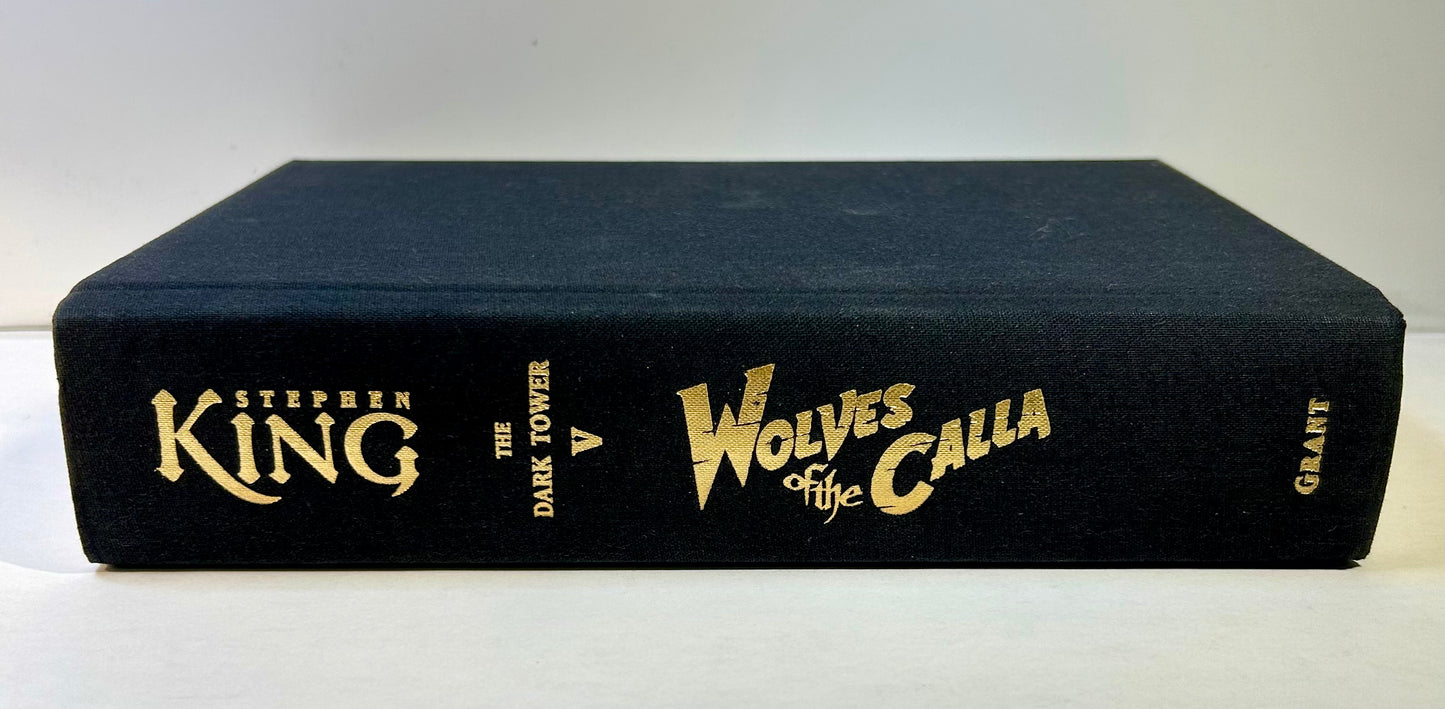 STEPHEN
KING
THE
DARK TOWER
V
WOLVES
of the CALLA
GRANT